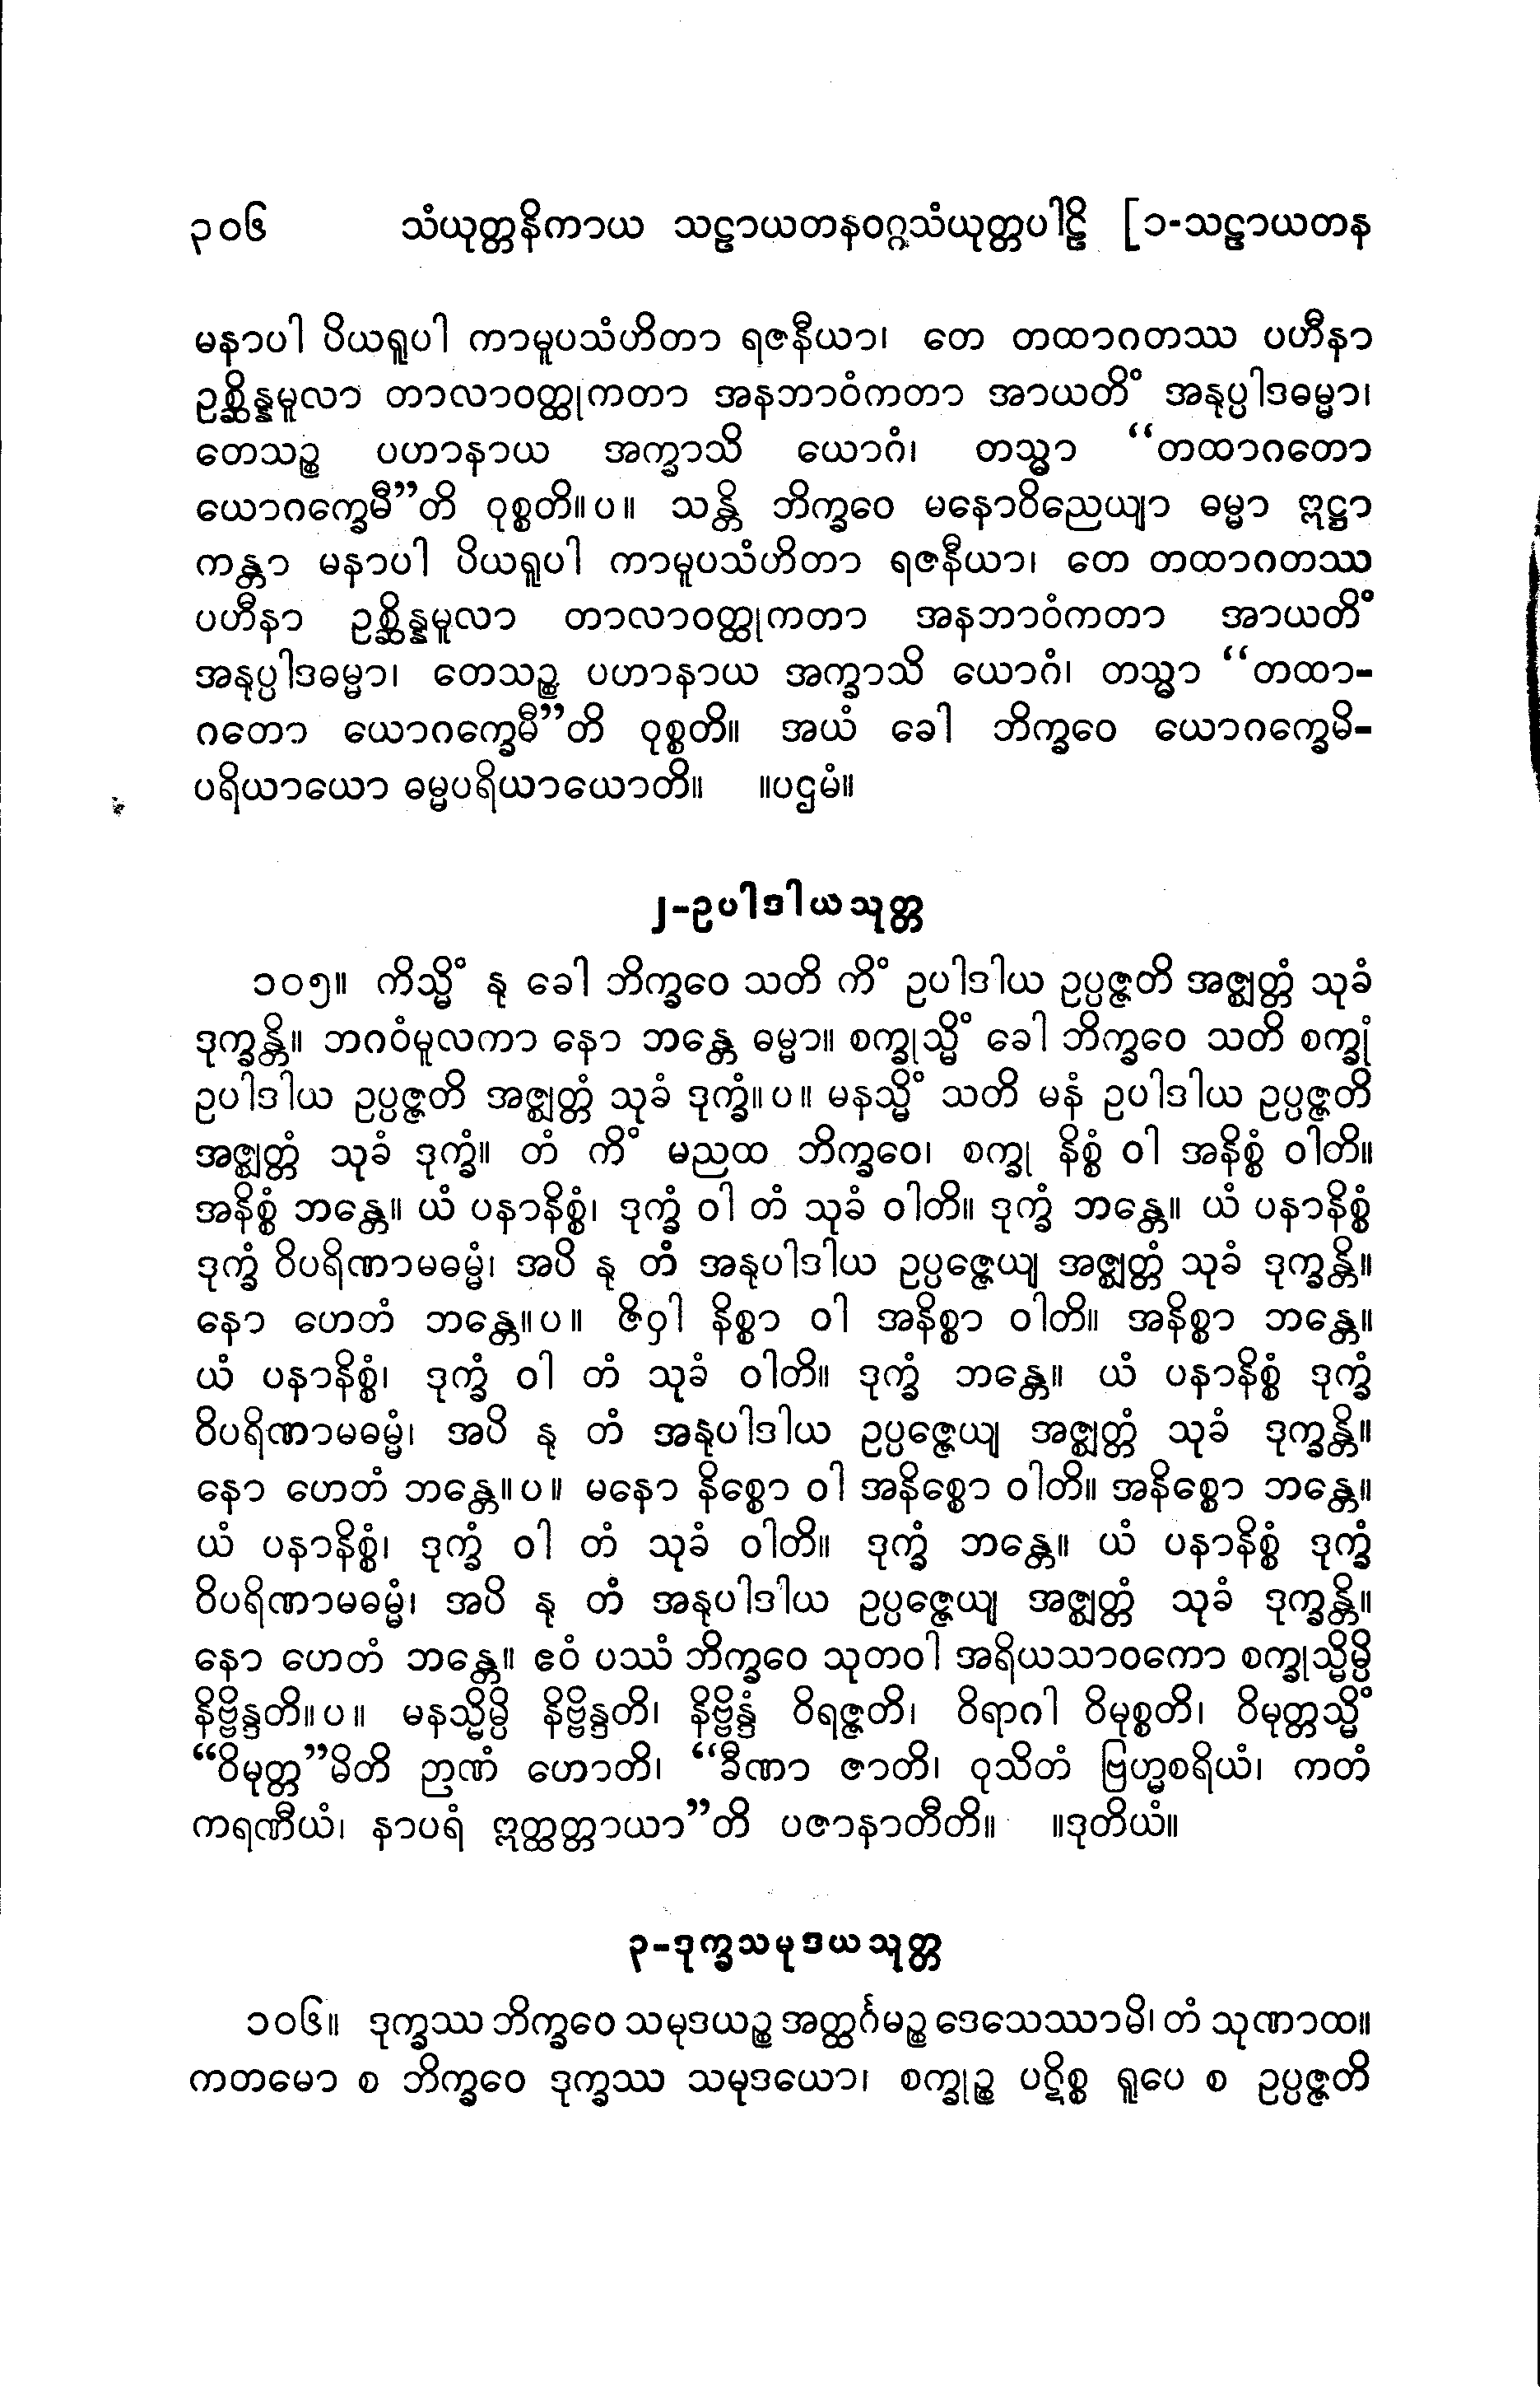 ၃၀၆ သံယုတ္တနိကာယ သဠာယတနဝဂ္ဂသံယုတ္တပါဠိ [၁-သဠာယတန
မနာပါ ပိယရူပါ ကာမူပသံဟိတာ ရဇနီယာ၊ တေ တထာဂတဿ ပဟီနာ
ဥစ္ဆိန္နမူလာ တာလာဝတ္ထုကတာ အနဘာဝံကတာ အာယတိံ အနုပ္ပါဒဓမ္မာ၊
တေသဉ္စ ပဟာနာယ အက္ခာသိ ယောဂံ၊ တသ္မာ “တထာဂတော
ယောဂက္ခေမီ”တိ ဝုစ္စတိ။ပ။ သန္တိ ဘိက္ခဝေ မနောဝိညေယျာ ဓမ္မာ ဣဋ္ဌာ
ကန္တာ မနာပါ ပိယရူပါ ကာမူပသံဟိတာ ရဇနီယာ၊ တေ တထာဂတဿ
ပဟီနာ ဥစ္ဆိန္နမူလာ တာလာဝတ္ထုကတာ အနဘာဝံကတာ အာယတိံ
အနုပ္ပါဒဓမ္မာ၊ တေသဉ္စ ပဟာနာယ အက္ခာသိ ယောဂံ၊ တသ္မာ “တထာ-
ဂတော ယောဂက္ခေမီ”တိ ဝုစ္စတိ။ အယံ ခေါ ဘိက္ခဝေ ယောဂက္ခေမိ-
ပရိယာယော ဓမ္မပရိယာယောတိ။ ။ပဌမံ။
၂-ဥပါဒါယသုတ္တ
၁၀၅။ ကိသ္မိံ နု ခေါ ဘိက္ခဝေ သတိ ကိံ ဥပါဒါယ ဥပ္ပဇ္ဇတိ အဇ္ဈတ္တံ သုခံ
ဒုက္ခန္တိ။ ဘဂဝံမူလကာ နော ဘန္တေ ဓမ္မာ။ စက္ခုသ္မိံ ခေါ ဘိက္ခဝေ သတိ စက္ခုံ
ဥပါဒါယ ဥပ္ပဇ္ဇတိ အဇ္ဈတ္တံ သုခံ ဒုက္ခံ။ပ။ မနသ္မိံ သတိ မနံ ဥပါဒါယ ဥပ္ပဇ္ဇတိ
အဇ္ဈတ္တံ သုခံ ဒုက္ခံ။ တံ ကိံ မညထ ဘိက္ခဝေ၊ စက္ခု နိစ္စံ ဝါ အနိစ္စံ ဝါတိ။
အနိစ္စံ ဘန္တေ။ ယံ ပနာနိစ္စံ၊ ဒုက္ခံ ဝါ တံ သုခံ ဝါတိ။ ဒုက္ခံ ဘန္တေ။ ယံ ပနာနိစ္စံ
ဒုက္ခံ ဝိပရိဏာမဓမ္မံ၊ အပိ နု တံ အနုပါဒါယ ဥပ္ပဇ္ဇေယျ အဇ္ဈတ္တံ သုခံ ဒုက္ခန္တိ။
နော ဟေတံ ဘန္တေ။ပ။ ဇိဝှါ နိစ္စာ ဝါ အနိစ္စာ ဝါတိ။ အနိစ္စာ ဘန္တေ။
ယံ ပနာနိစ္စံ၊ ဒုက္ခံ ဝါ တံ သုခံ ဝါတိ။ ဒုက္ခံ ဘန္တေ။ ယံ ပနာနိစ္စံ ဒုက္ခံ
ဝိပရိဏာမဓမ္မံ၊ အပိ နု တံ အနုပါဒါယ ဥပ္ပဇ္ဇေယျ အဇ္ဈတ္တံ သုခံ ဒုက္ခန္တိ။
နော ဟေတံ ဘန္တေ။ပ။ မနော နိစ္စော ဝါ အနိစ္စော ဝါတိ။ အနိစ္စော ဘန္တေ။
ယံ ပနာနိစ္စံ၊ ဒုက္ခံ ဝါ တံ သုခံ ဝါတိ။ ဒုက္ခံ ဘန္တေ။ ယံ ပနာနိစ္စံ ဒုက္ခံ
ဝိပရိဏာမဓမ္မံ၊ အပိ နု တံ အနုပါဒါယ ဥပ္ပဇ္ဇေယျ အဇ္ဈတ္တံ သုခံ ဒုက္ခန္တိ။
နော ဟေတံ ဘန္တေ။ ဧဝံ ပဿံ ဘိက္ခဝေ သုတဝါ အရိယသာဝကော စက္ခုသ္မိမ္ပိ
နိဗ္ဗိန္ဒတိ။ပ။ မနသ္မိမ္ပိ နိဗ္ဗိန္ဒတိ၊ နိဗ္ဗိန္ဒံ ဝိရဇ္ဇတိ၊ ဝိရာဂါ ဝိမုစ္စတိ၊ ဝိမုတ္တသ္မိံ
“ဝိမုတ္တ”မိတိ ဉာဏံ ဟောတိ၊ “ခီဏာ ဇာတိ၊ ဝုသိတံ ဗြဟ္မစရိယံ၊ ကတံ
ကရဏီယံ၊ နာပရံ ဣတ္ထတ္တာယာ”တိ ပဇာနာတီတိ။ ။ဒုတိယံ။
၃-ဒုက္ခသမုဒယသုတ္တ
၁၀၆။ ဒုက္ခဿ ဘိက္ခဝေ သမုဒယဉ္စ အတ္ထင်္ဂမဉ္စ ဒေသေဿာမိ၊ တံ သုဏာထ။
ကတမော စ ဘိက္ခဝေ ဒုက္ခဿ သမုဒယော၊ စက္ခုဉ္စ ပဋိစ္စ ရူပေ စ ဥပ္ပဇ္ဇတိ